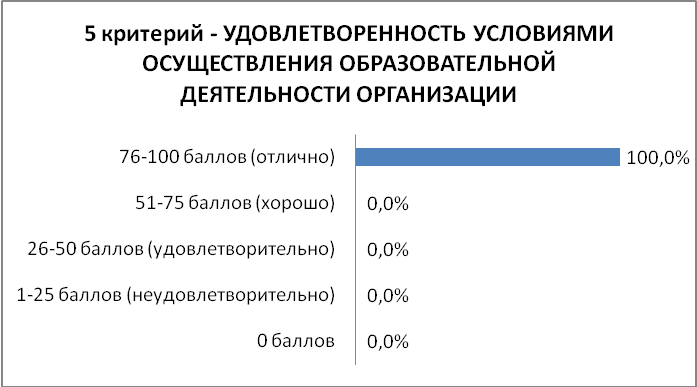 5 критерий - УДОВЛЕТВОРЕННОСТЬ УСЛОВИЯМИ
ОСУЩЕСТВЛЕНИЯ ОБРАЗОВАТЕЛЬНОЙ
ДЕЯТЕЛЬНОСТИ ОРГАНИЗАЦИИ
76-100 баллов (отлично) 100,0%
51-75 баллов (хорошо) 0,0%
26-50 баллов (удовлетворительно) 0,0%
1-25 баллов (неудовлетворительно) 0,0%
0 баллов 0,0%